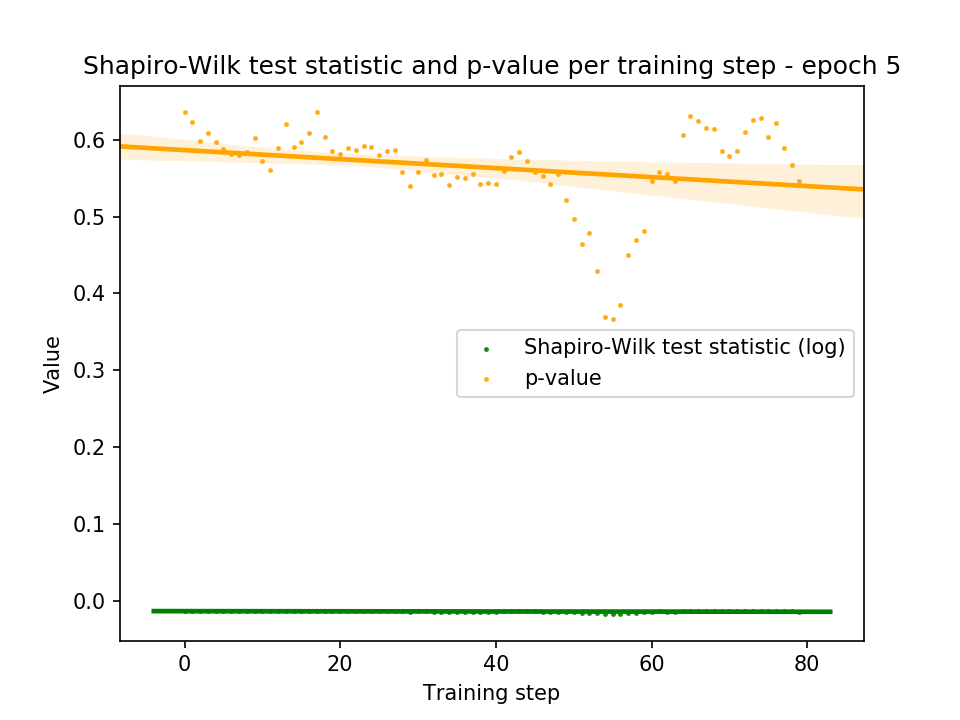 Shapiro-Wilk test statistic and p-value per training step - epoch 5
0.6
0.5
0.4
0.3
0.2
0.1
0.0
Value
Shapiro-Wilk test statistic (log)
p-value
0 20 40 60 80
Training step